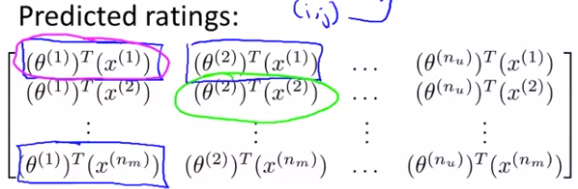 Predicted ratings:
(i,j)
(θ^(1))^T(x^(1)) (θ^(2))^T(x^(1)) … (θ^(n_u))^T(x^(1))
(θ^(1))^T(x^(2)) (θ^(2))^T(x^(2)) … (θ^(n_u))^T(x^(2))
⋮ ⋮ ⋮ ⋮
(θ^(1))^T(x^(n_m)) (θ^(2))^T(x^(n_m)) … (θ^(n_u))^T(x^(n_m))